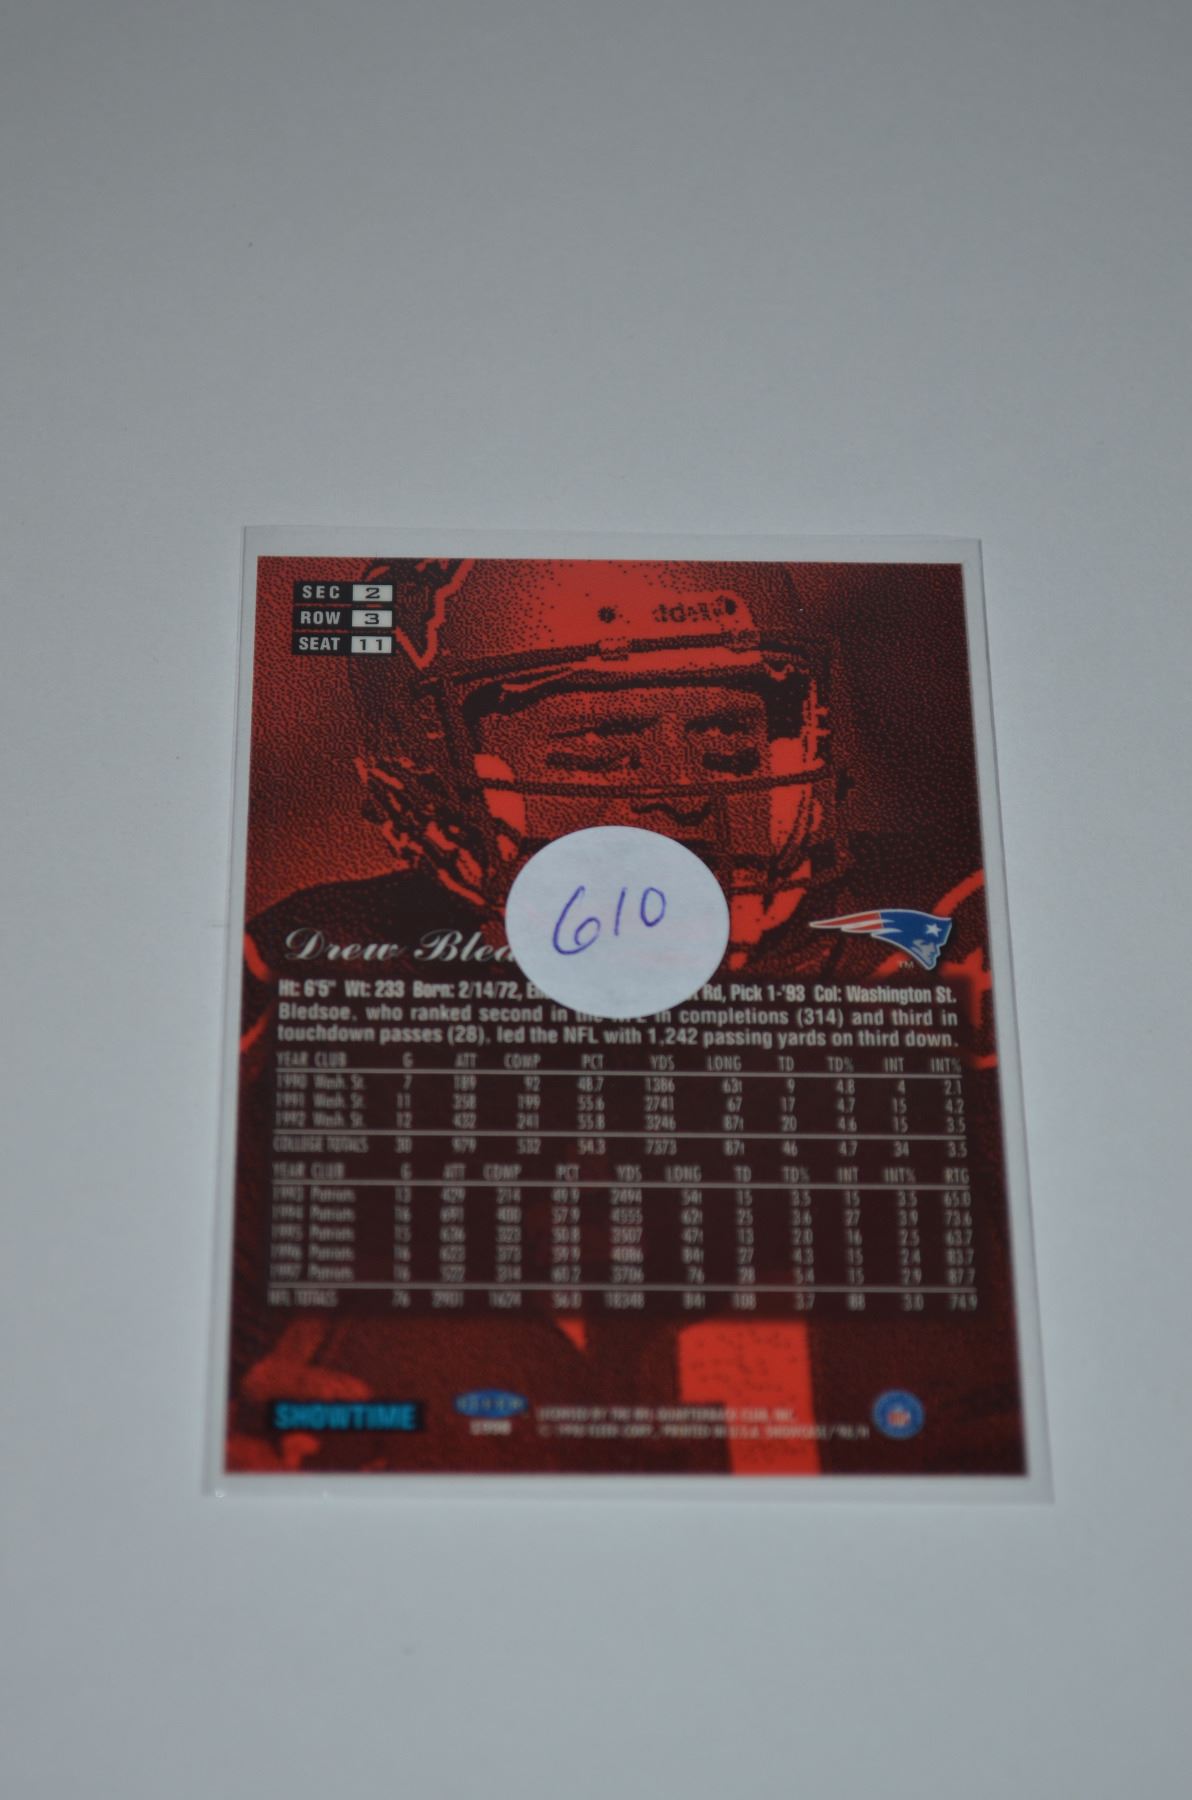 SEC 2
ROW 3
SEAT 11
610
Drew Bled
Ht: 6'5" Wt: 233 Born: 2/14/72, Rd, Pick 1-'93 Col: Washington St.
Bledsoe, who ranked second in the NFL in completions (314) and third in
touchdown passes (28), led the NFL with 1,242 passing yards on third down.
YEAR CLUB G ATT COMP PCT YDS LONG TD TD% INT INT%
1990 Wash. St. 7 189 92 48.7 1386 63t 9 4.8 4 2.1
1991 Wash. St. 11 358 199 55.6 2741 67 17 4.7 15 4.2
1992 Wash. St. 12 432 241 55.8 3246 87t 20 4.6 15 3.5
COLLEGE TOTALS 30 979 532 54.3 7373 87t 46 4.7 34 3.5
YEAR CLUB G ATT COMP PCT YDS LONG TD TD% INT INT% RTG
1993 Patriots 13 429 214 49.9 2494 54t 15 3.5 15 3.5 65.0
1994 Patriots 16 691 400 57.9 4555 62t 25 3.6 27 3.9 73.6
1995 Patriots 15 636 323 50.8 3507 47t 13 2.0 16 2.5 63.7
1996 Patriots 16 623 373 59.9 4086 84t 27 4.3 15 2.4 83.7
1997 Patriots 16 522 314 60.2 3706 76 28 5.4 15 2.9 87.7
NFL TOTALS 76 2901 1624 56.0 18348 84t 108 3.7 88 3.0 74.9
SHOWTIME
LICENSED BY THE NFL QUARTERBACK CLUB, INC.
PRINTED IN U.S.A.